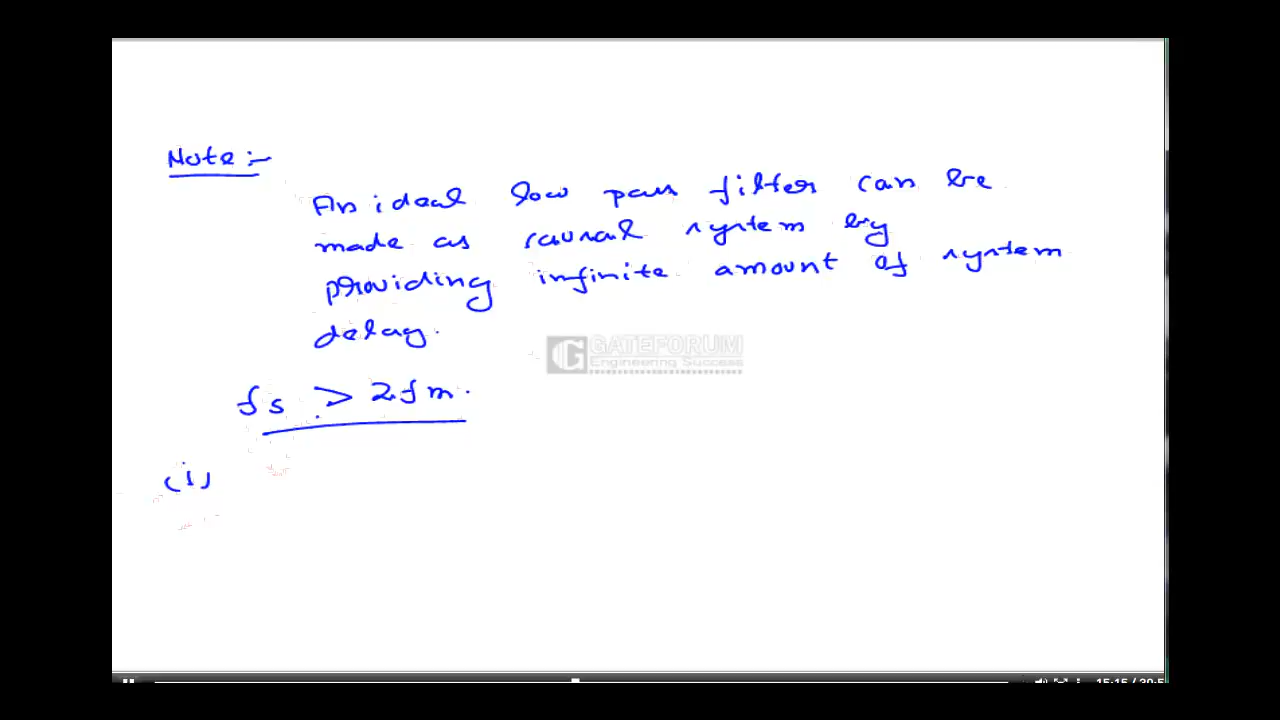 Note :-
An ideal low pass filter can be
made as causal system by
providing infinite amount of system
delay.
GATEFORUM
Engineering Success
fs > 2fm.
(i)